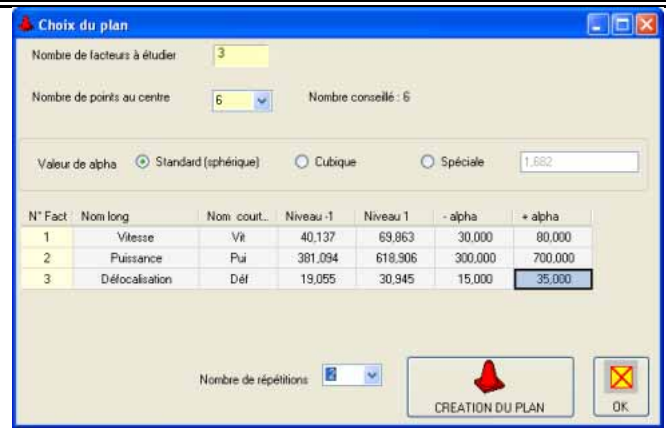 Choix du plan
Nombre de facteurs à étudier 3
Nombre de points au centre 6 Nombre conseillé : 6
Valeur de alpha Standard (sphérique) Cubique Spéciale 1,682
N° Fact Nom long Nom court... Niveau -1 Niveau 1 - alpha + alpha
1 Vitesse Vit 40,137 69,863 30,000 80,000
2 Puissance Pui 381,094 618,906 300,000 700,000
3 Défocalisation Déf 19,055 30,945 15,000 35,000
Nombre de répétitions 2
CREATION DU PLAN OK